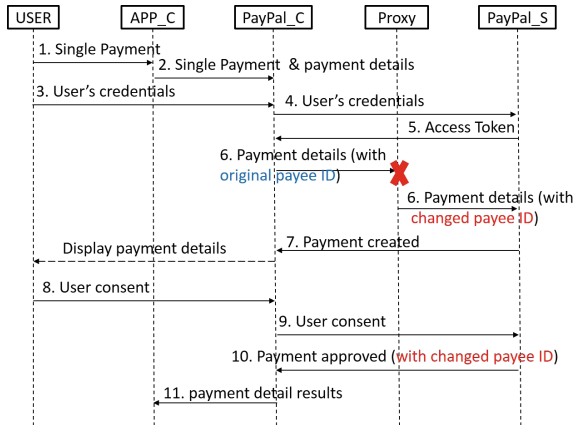 USER APP_C PayPal_C Proxy PayPal_S
1. Single Payment
2. Single Payment & payment details
3. User's credentials
4. User's credentials
5. Access Token
6. Payment details (with
original payee ID)
6. Payment details (with
changed payee ID)
7. Payment created
Display payment details
8. User consent
9. User consent
10. Payment approved (with changed payee ID)
11. payment detail results